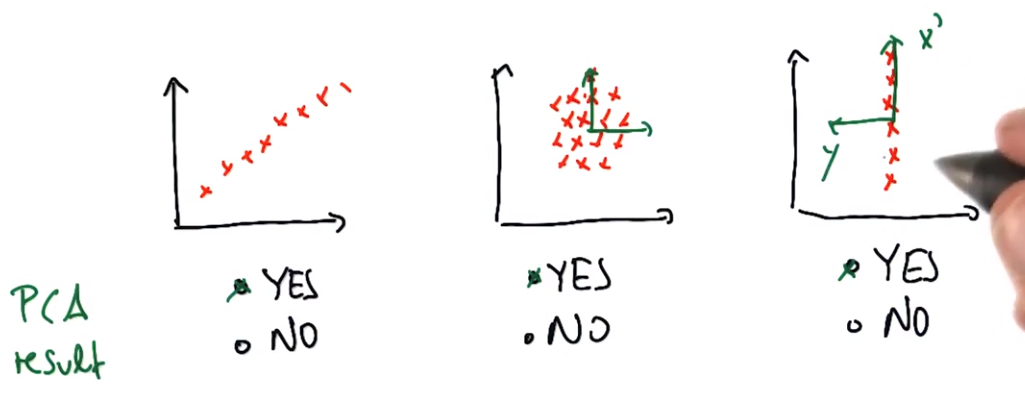 x'
y
YES
NO
YES
NO
YES
NO
PCA
result